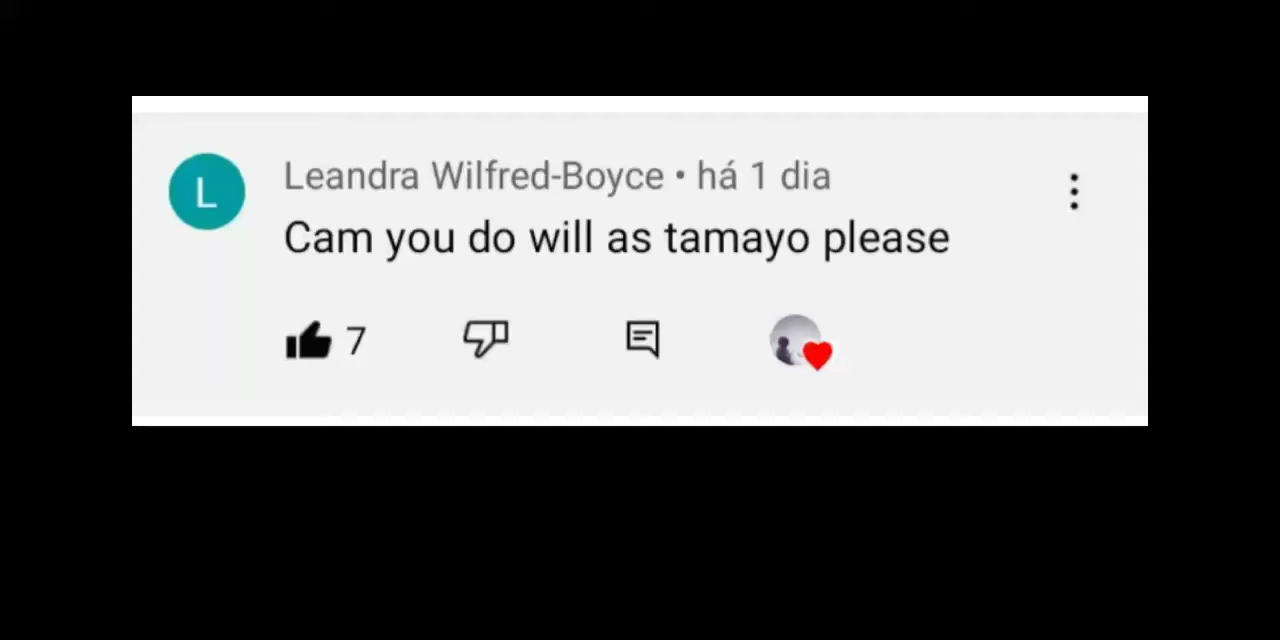 L
Leandra Wilfred-Boyce • há 1 dia
Cam you do will as tamayo please
7